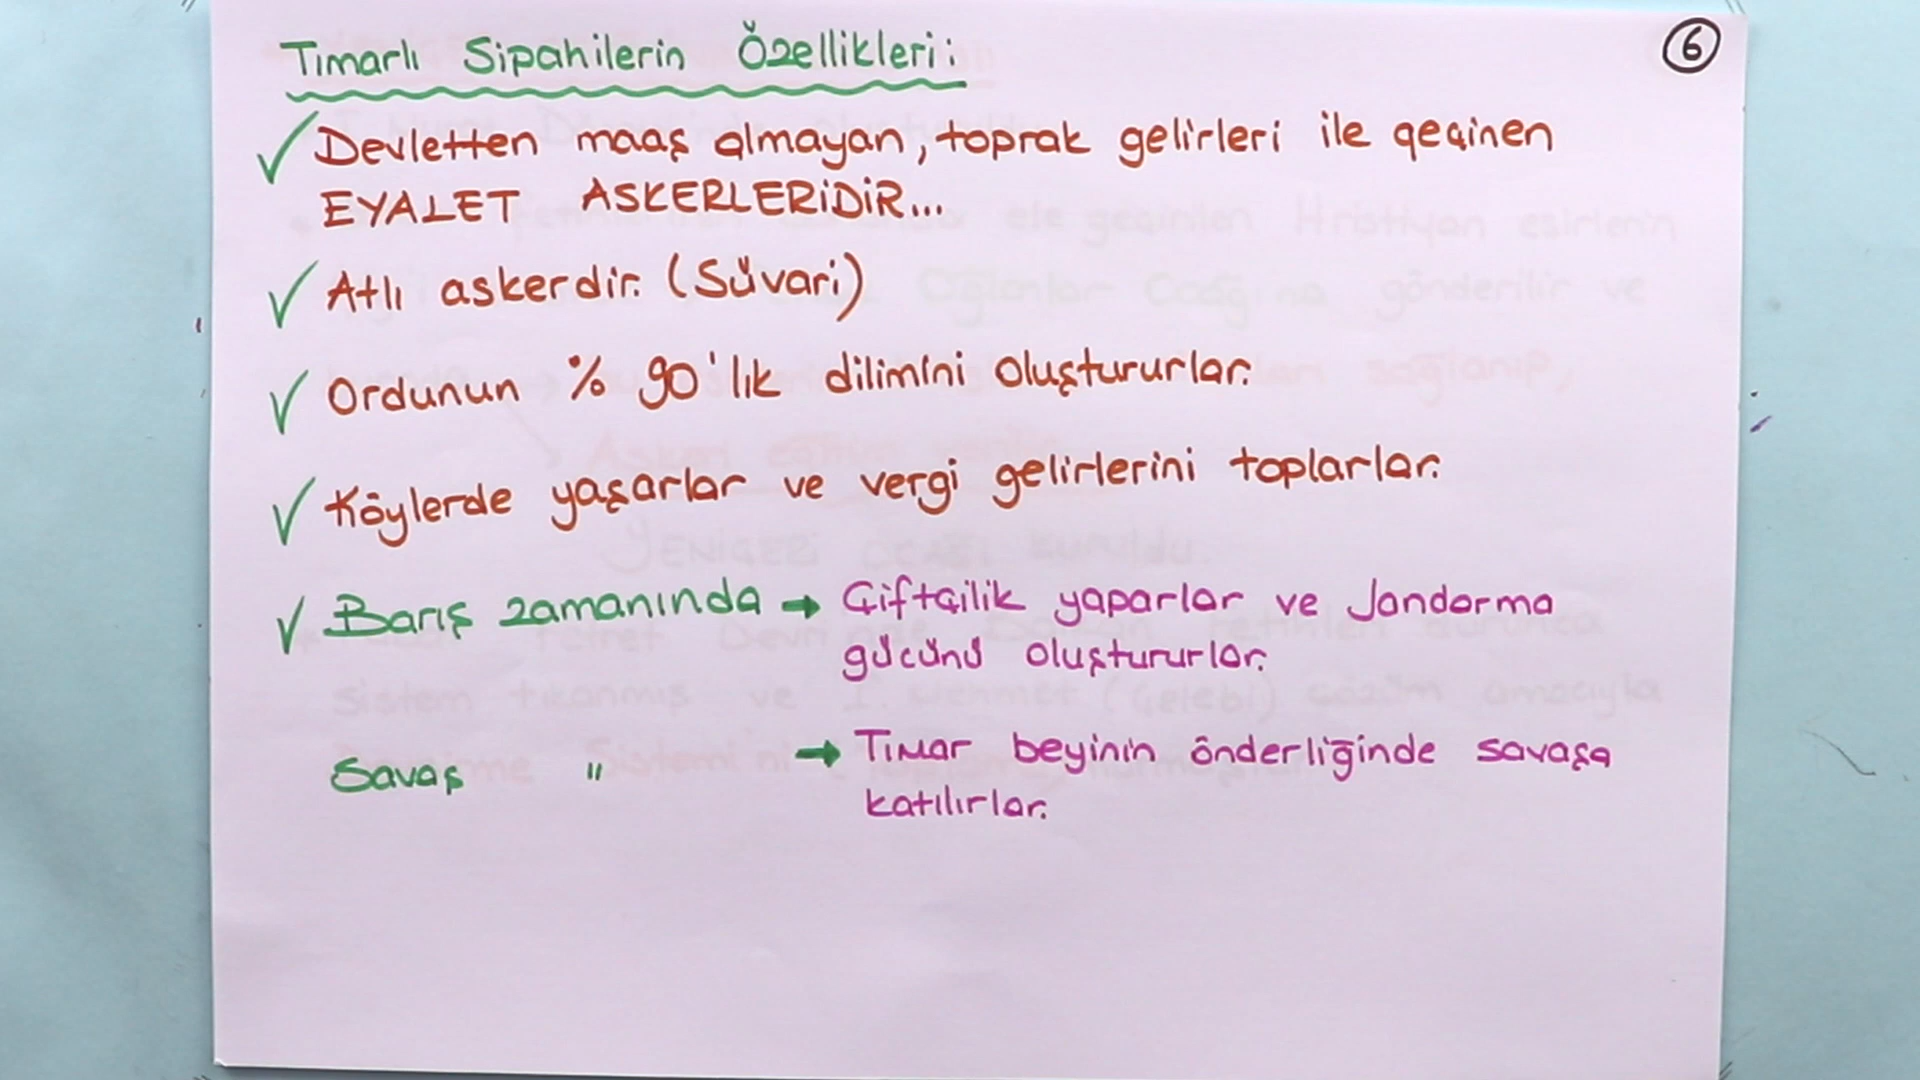 Tımarlı Sipahilerin Özellikleri:
6
✓ Devletten maaş almayan, toprak gelirleri ile geçinen
EYALET ASKERLERİDİR...
✓ Atlı askerdir. (Süvari)
✓ Ordunun % 90'lık dilimini oluştururlar.
✓ Köylerde yaşarlar ve vergi gelirlerini toplarlar.
✓ Barış zamanında → Çiftçilik yaparlar ve Jandarma
gücünü oluştururlar.
Savaş " → Tımar beyinin önderliğinde savaşa
katılırlar.